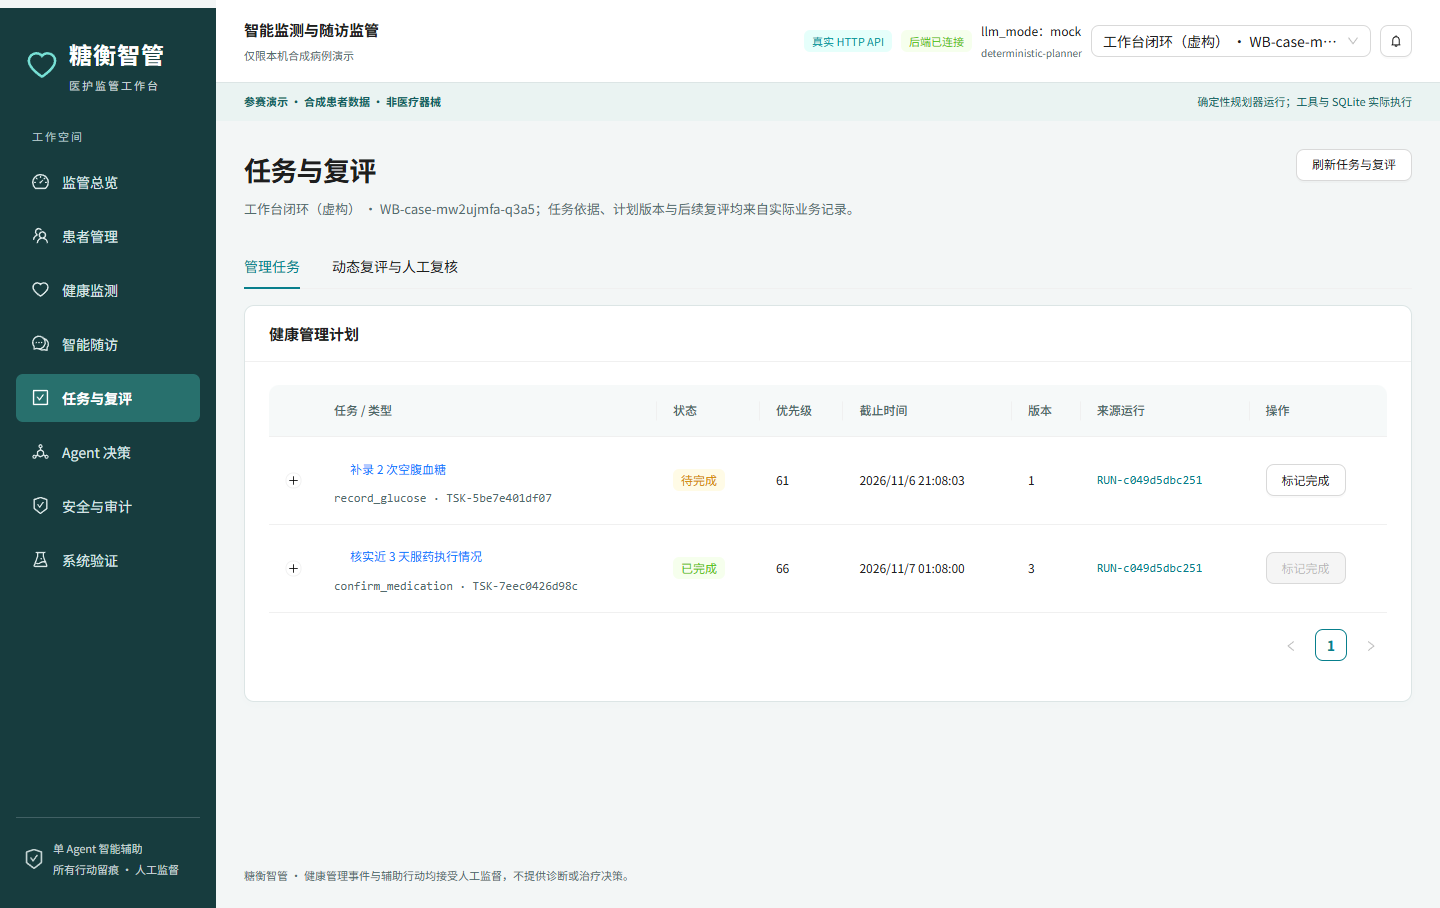 糖衡智管
医护监管工作台
工作空间
监管总览
患者管理
健康监测
智能随访
任务与复评
Agent 决策
安全与审计
系统验证
单 Agent 智能辅助
所有行动留痕 · 人工监督
智能监测与随访监管
仅限本机合成病例演示
真实 HTTP API
后端已连接
llm_mode：mock
deterministic-planner
工作台闭环（虚构） · WB-case-m···
参赛演示 · 合成患者数据 · 非医疗器械
确定性规划器运行；工具与 SQLite 实际执行
任务与复评
刷新任务与复评
工作台闭环（虚构） · WB-case-mw2ujmfa-q3a5；任务依据、计划版本与后续复评均来自实际业务记录。
管理任务 动态复评与人工复核
健康管理计划
任务 / 类型 状态 优先级 截止时间 版本 来源运行 操作
补录 2 次空腹血糖
record_glucose · TSK-5be7e401df07
待完成 61 2026/11/6 21:08:03 1 RUN-c049d5dbc251 标记完成
核实近 3 天服药执行情况
confirm_medication · TSK-7eec0426d98c
已完成 66 2026/11/7 01:08:00 3 RUN-c049d5dbc251 标记完成
1
糖衡智管 · 健康管理事件与辅助行动均接受人工监督，不提供诊断或治疗决策。